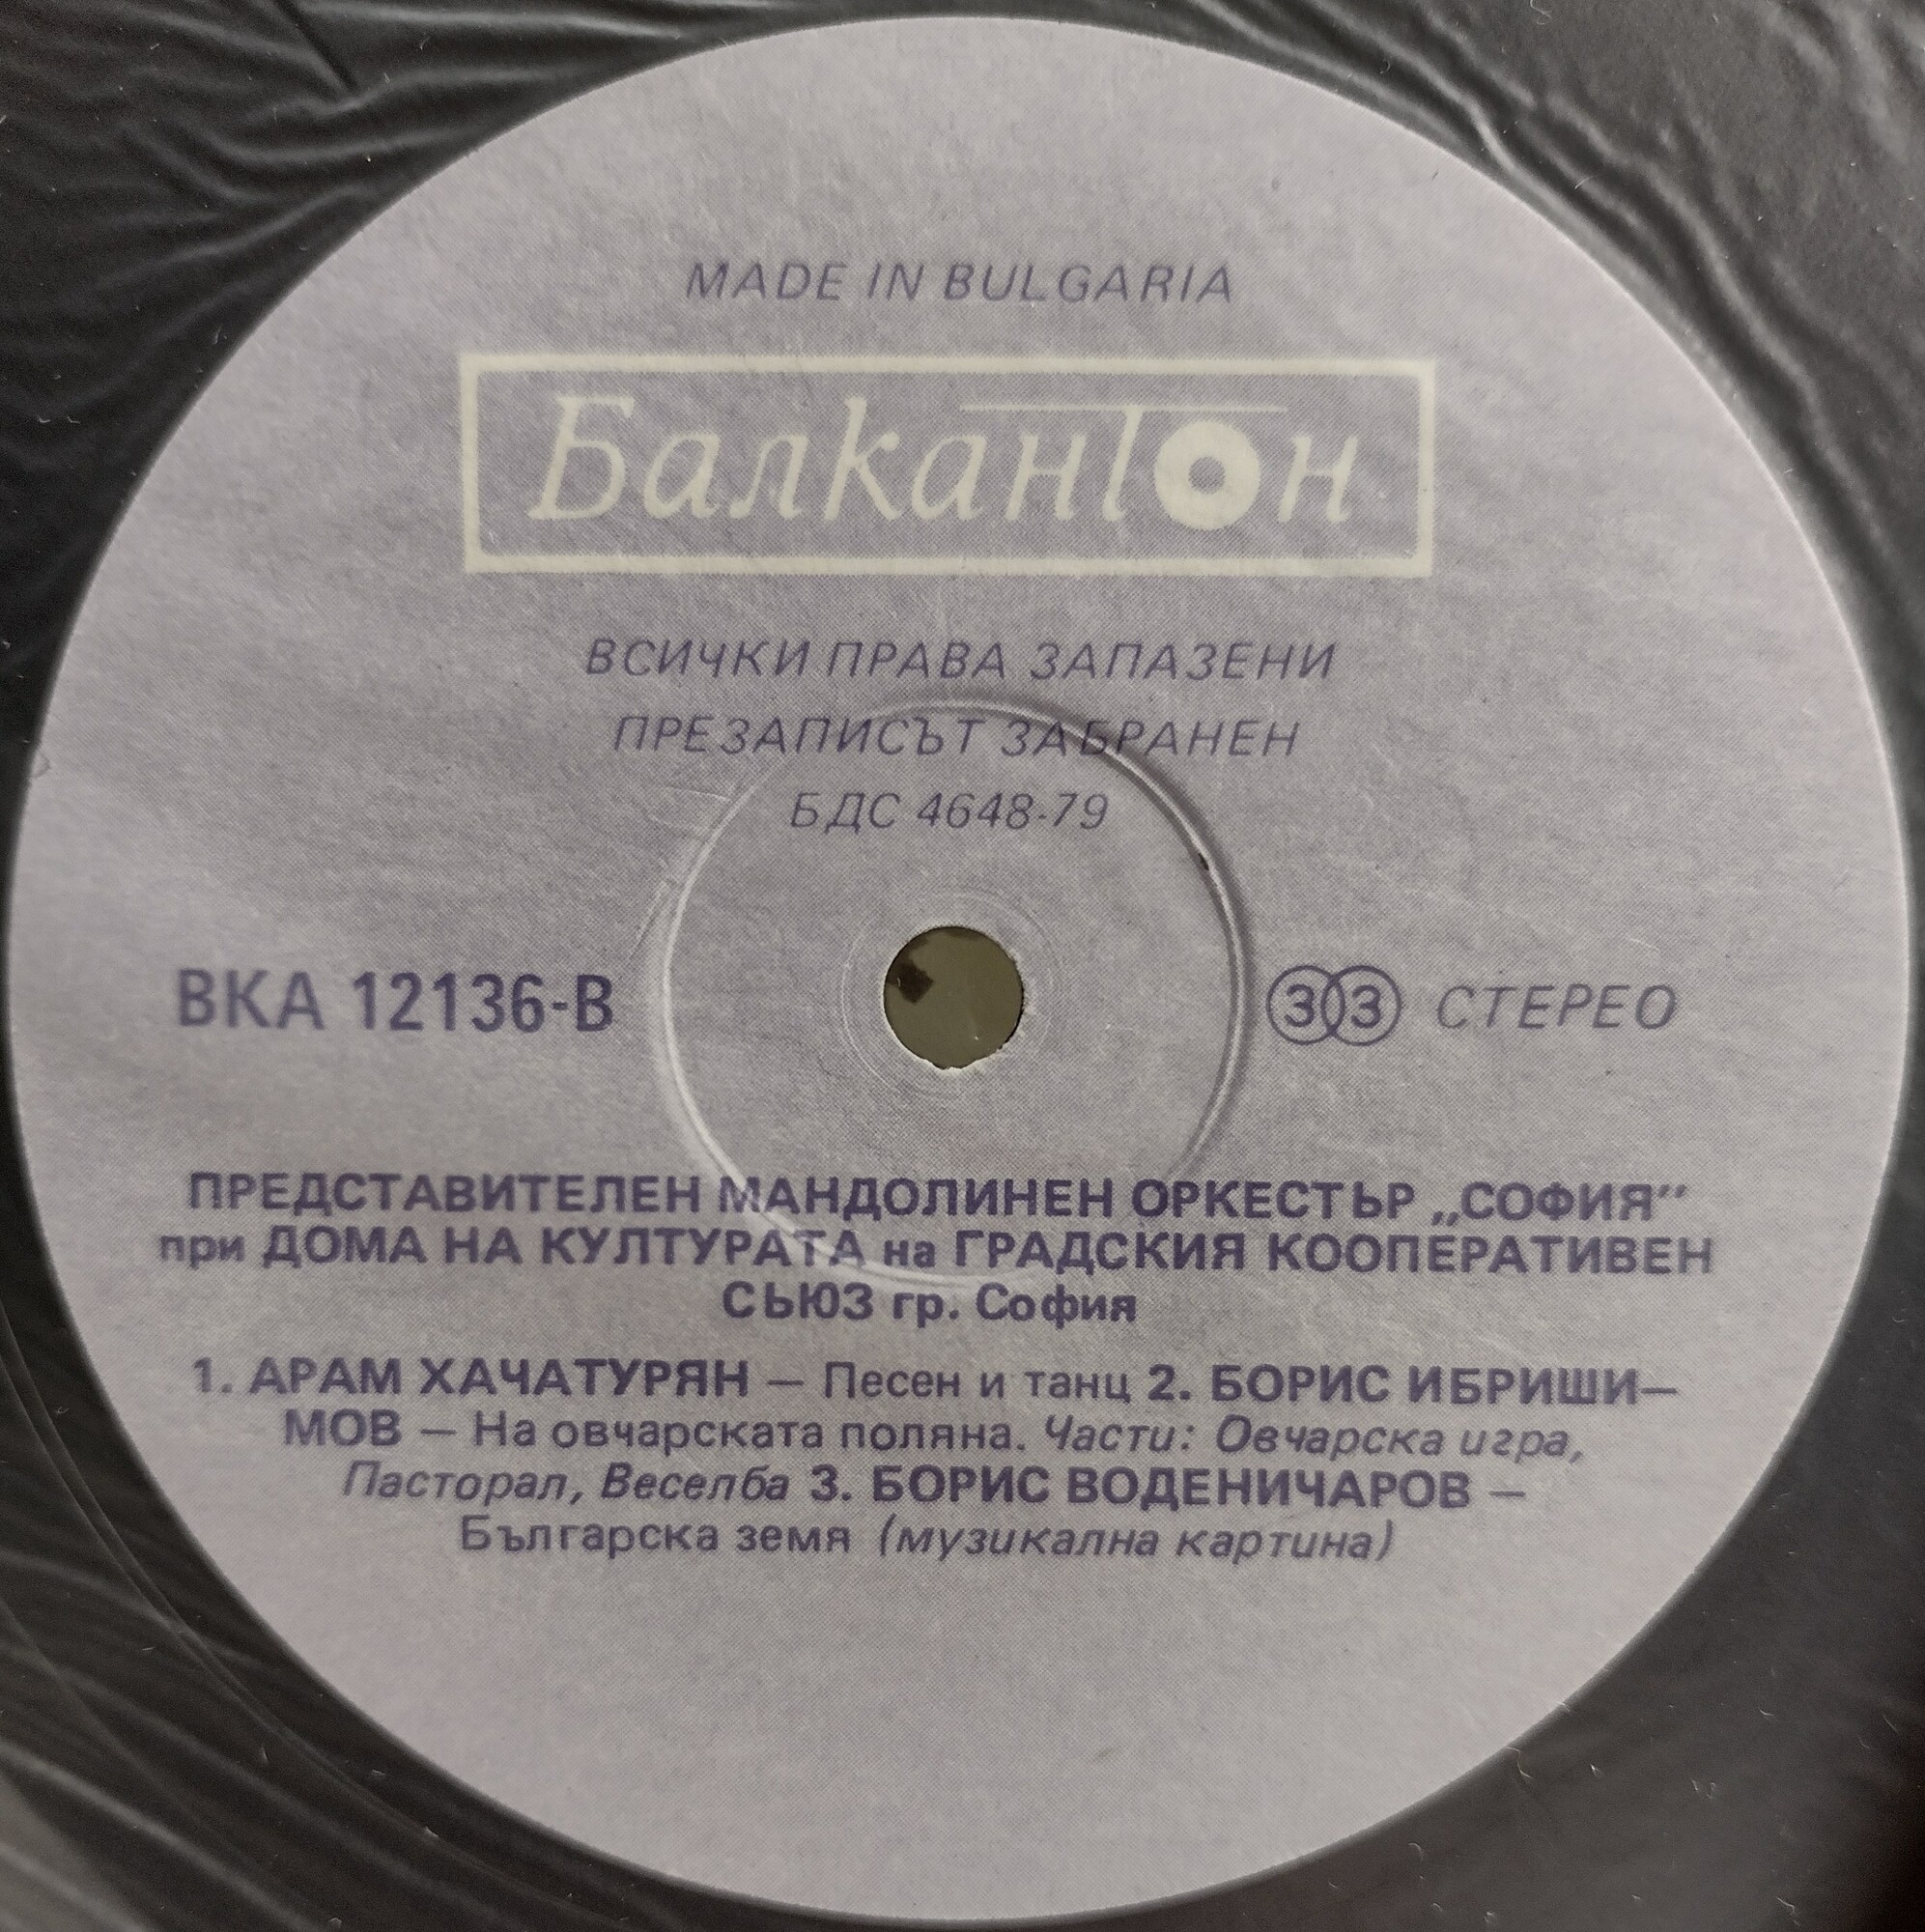 MADE IN BULGARIA
Балкантон
ВСИЧКИ ПРАВА ЗАПАЗЕНИ
ПРЕЗАПИСЪТ ЗАБРАНЕН
БДС 4648-79
ВКА 12136-В
33 СТЕРЕО
ПРЕДСТАВИТЕЛЕН МАНДОЛИНЕН ОРКЕСТЪР „СОФИЯ”
при ДОМА НА КУЛТУРАТА на ГРАДСКИЯ КООПЕРАТИВЕН
СЪЮЗ гр. София
1. АРАМ ХАЧАТУРЯН — Песен и танц 2. БОРИС ИБРИШИ—
МОВ — На овчарската поляна. Части: Овчарска игра,
Пасторал, Веселба 3. БОРИС ВОДЕНИЧАРОВ —
Българска земя (музикална картина)